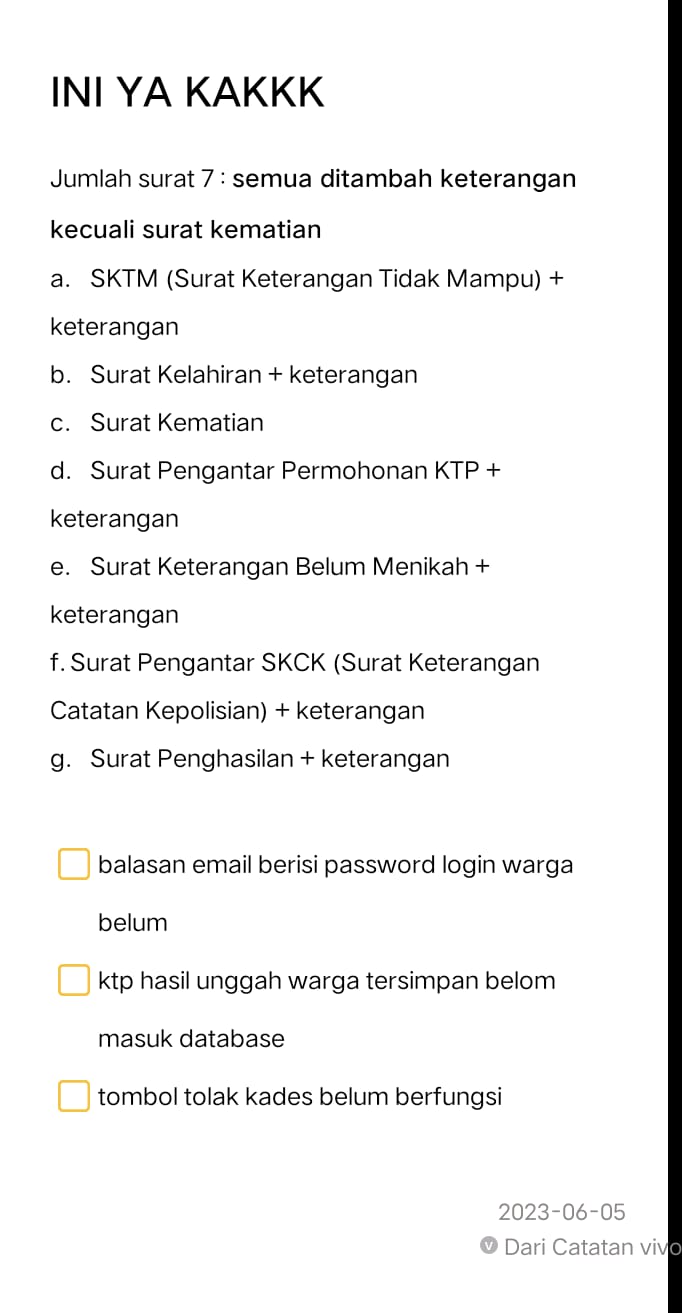 INI YA KAKKK
Jumlah surat 7 : semua ditambah keterangan
kecuali surat kematian
a. SKTM (Surat Keterangan Tidak Mampu) +
keterangan
b. Surat Kelahiran + keterangan
c. Surat Kematian
d. Surat Pengantar Permohonan KTP +
keterangan
e. Surat Keterangan Belum Menikah +
keterangan
f. Surat Pengantar SKCK (Surat Keterangan
Catatan Kepolisian) + keterangan
g. Surat Penghasilan + keterangan
balasan email berisi password login warga
belum
ktp hasil unggah warga tersimpan belom
masuk database
tombol tolak kades belum berfungsi
2023-06-05
V Dari Catatan vivo